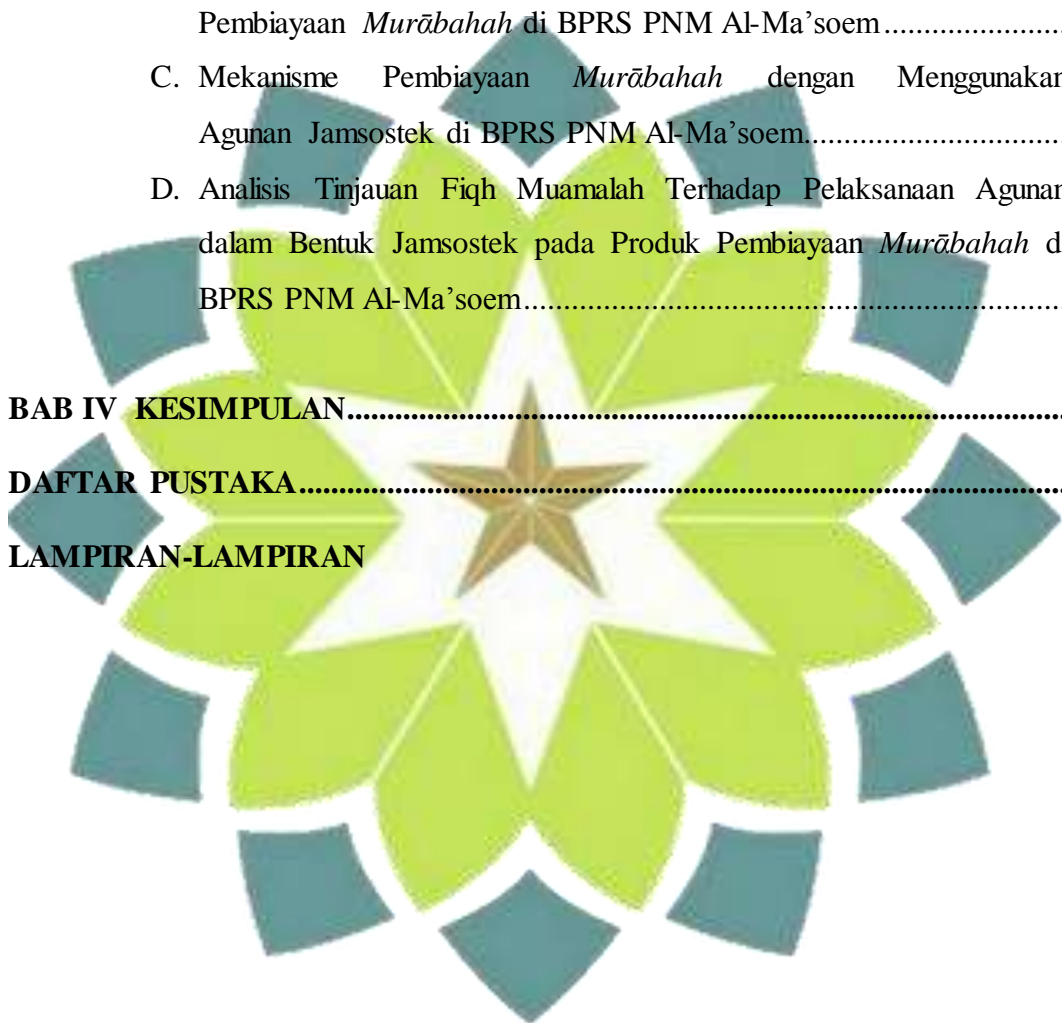 Pembiayaan Murābahah di BPRS PNM Al-Ma’soem.....................
C. Mekanisme Pembiayaan Murābahah dengan Menggunakan
Agunan Jamsostek di BPRS PNM Al-Ma’soem..............................
D. Analisis Tinjauan Fiqh Muamalah Terhadap Pelaksanaan Agunan
dalam Bentuk Jamsostek pada Produk Pembiayaan Murābahah d
BPRS PNM Al-Ma’soem...............................................................
BAB IV KESIMPULAN.................................................................................
DAFTAR PUSTAKA......................................................................................
LAMPIRAN-LAMPIRAN